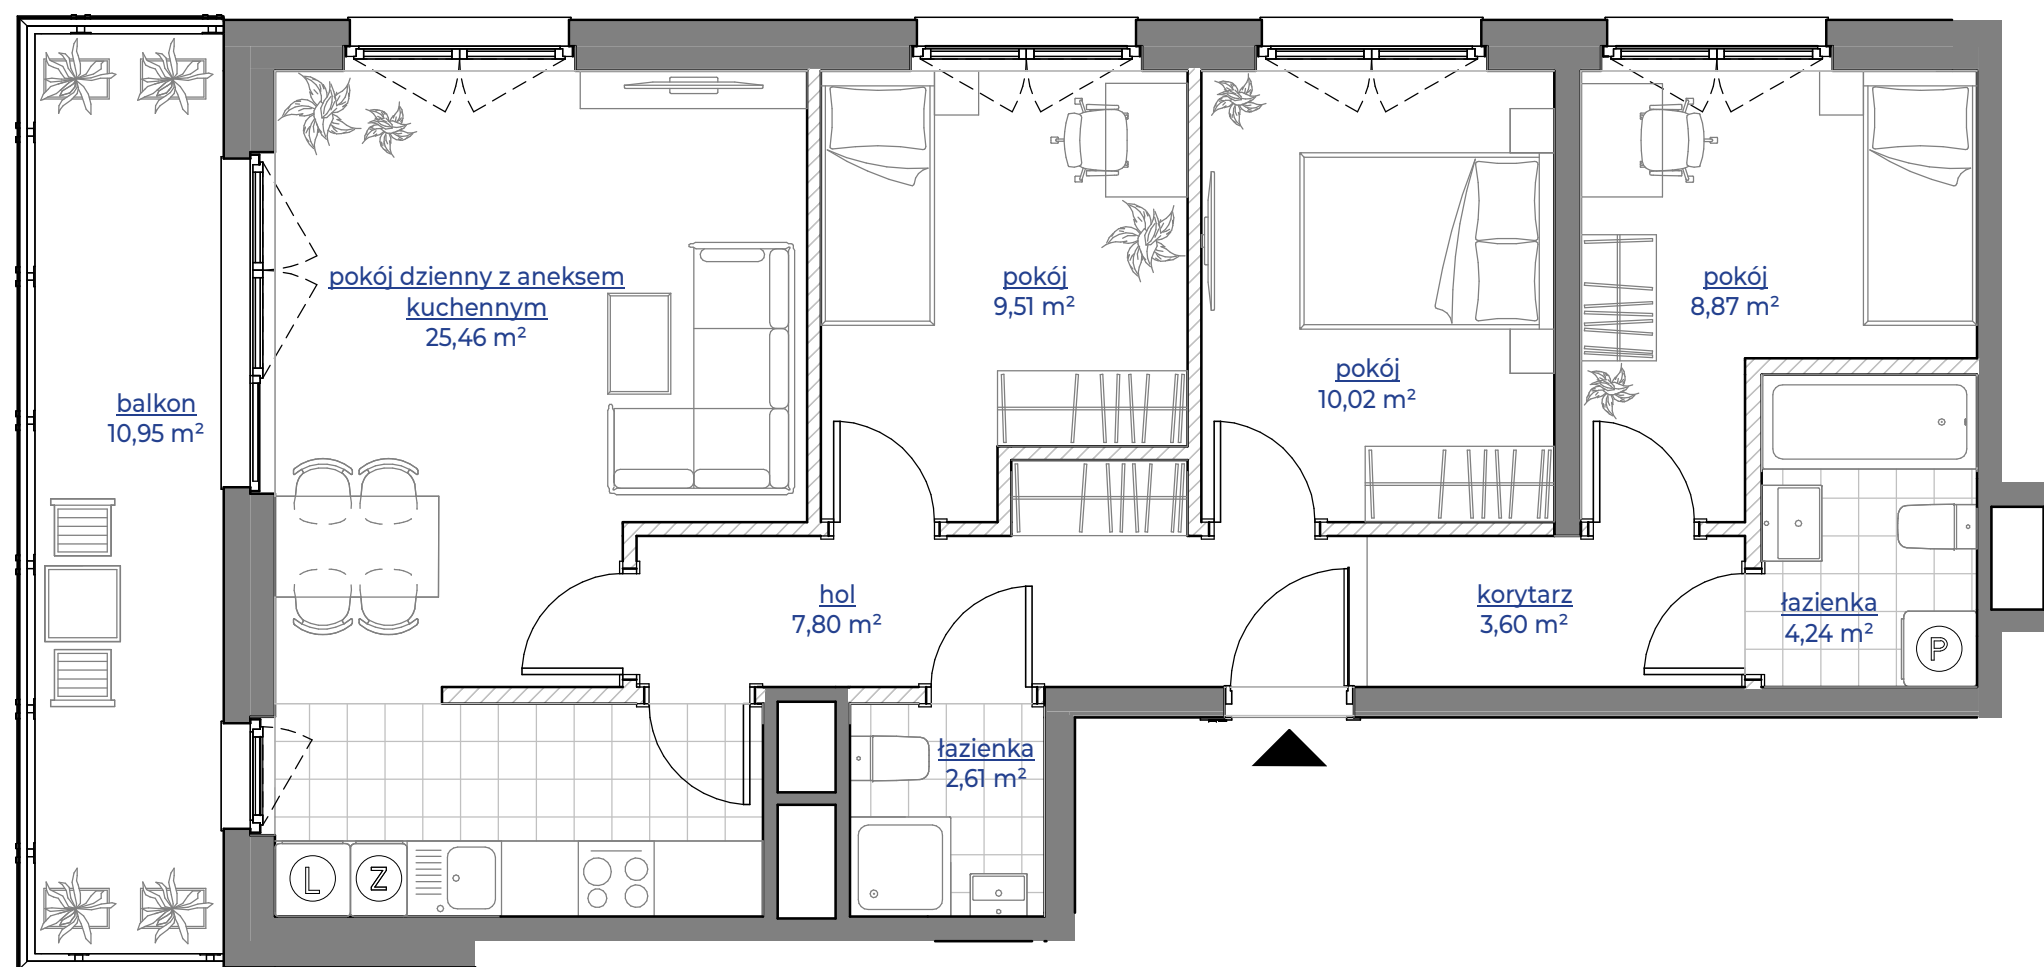 pokój dzienny z aneksem
kuchennym
25,46 m²
pokój
9,51 m²
pokój
10,02 m²
pokój
8,87 m²
balkon
10,95 m²
hol
7,80 m²
korytarz
3,60 m²
łazienka
4,24 m²
P
łazienka
2,61 m²
L
Z